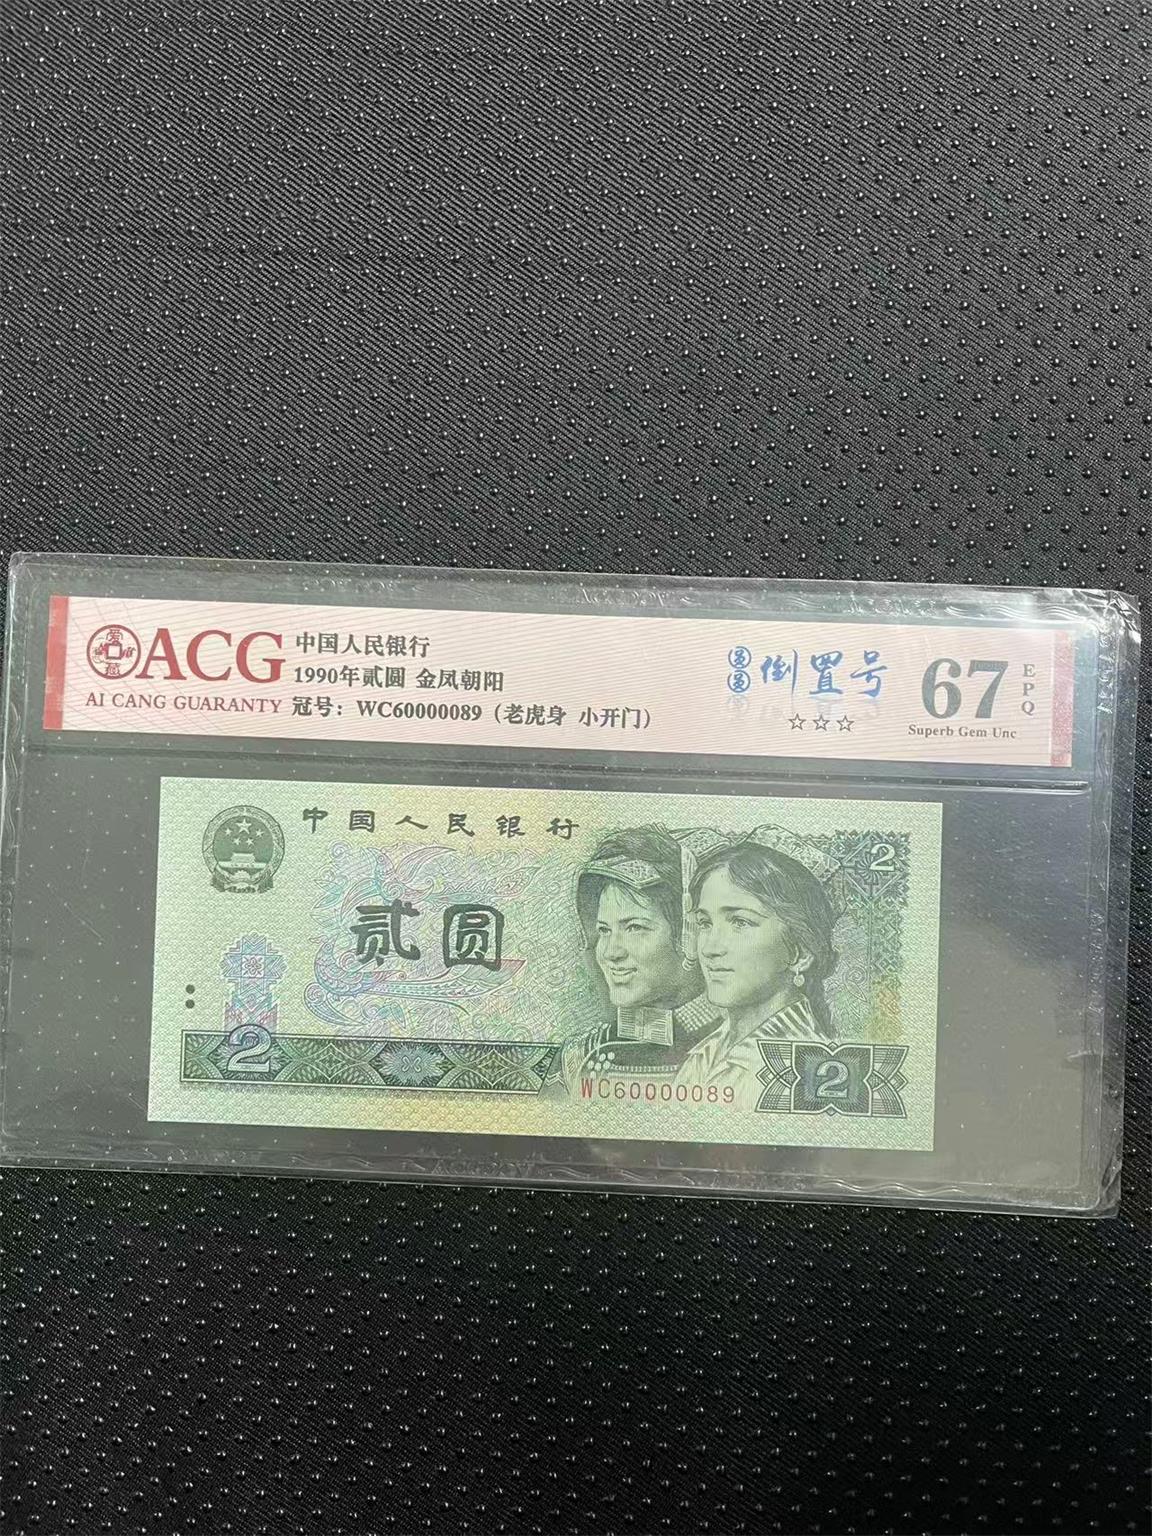 ACG
AI CANG GUARANTY
中国人民银行
1990年贰圆 金凤朝阳
冠号：WC60000089（老虎身 小开门）
圆圆 倒置号
☆☆☆
67
EPQ
Superb Gem Unc
中国人民银行
2
贰圆
2
WC60000089
2